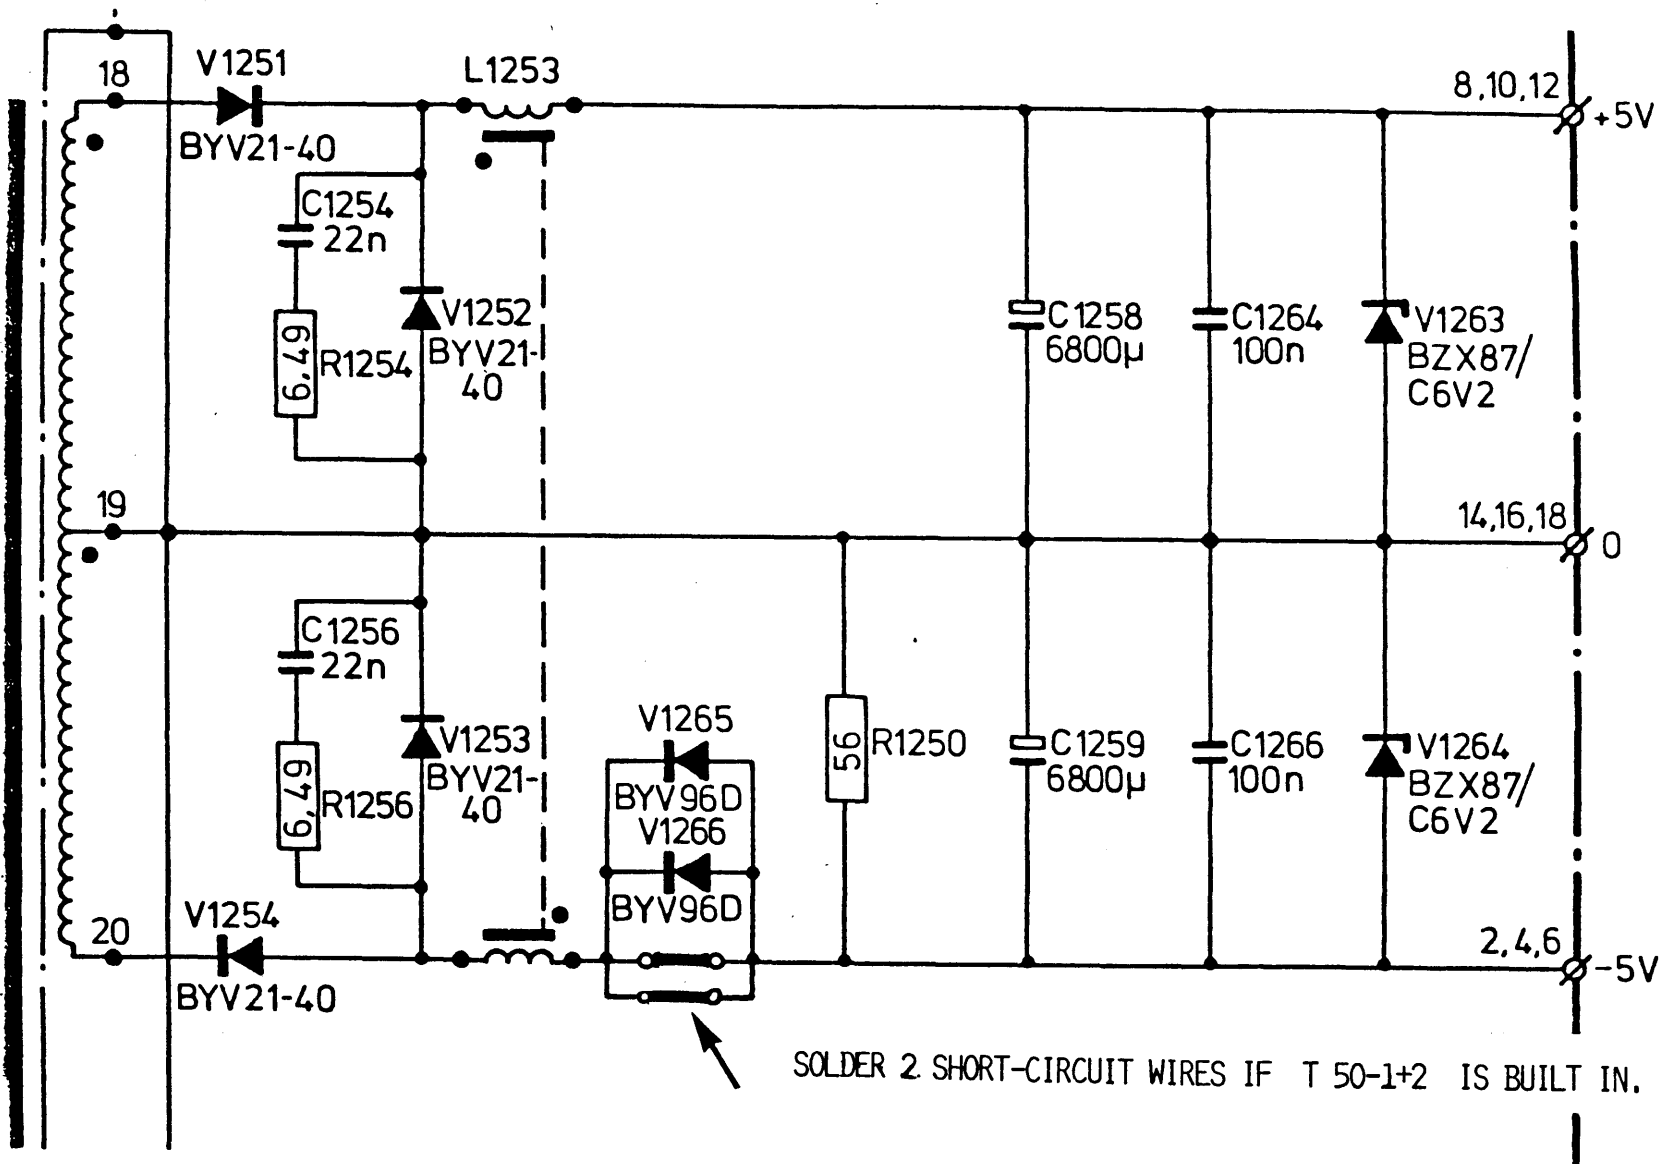 18
V1251
BYV21-40
L1253
8,10,12
+5V
C1254
22n
6,49
R1254
V1252
BYV21-
40
C1258
6800µ
C1264
100n
V1263
BZX87/
C6V2
19
14,16,18
0
C1256
22n
6,49
R1256
V1253
BYV21-
40
V1265
BYV96D
V1266
BYV96D
56
R1250
C1259
6800µ
C1266
100n
V1264
BZX87/
C6V2
20
V1254
BYV21-40
2,4,6
-5V
SOLDER 2 SHORT-CIRCUIT WIRES IF T 50-1+2 IS BUILT IN.